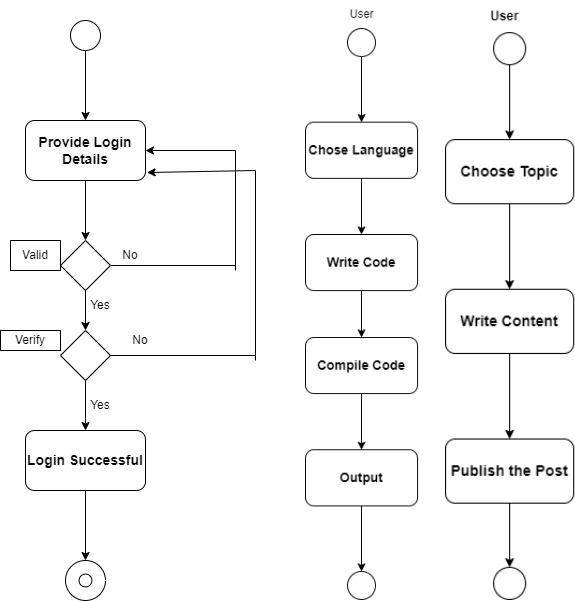 Provide Login
Details
Valid
No
Yes
Verify
No
Yes
Login Successful
User
Chose Language
Write Code
Compile Code
Output
User
Choose Topic
Write Content
Publish the Post